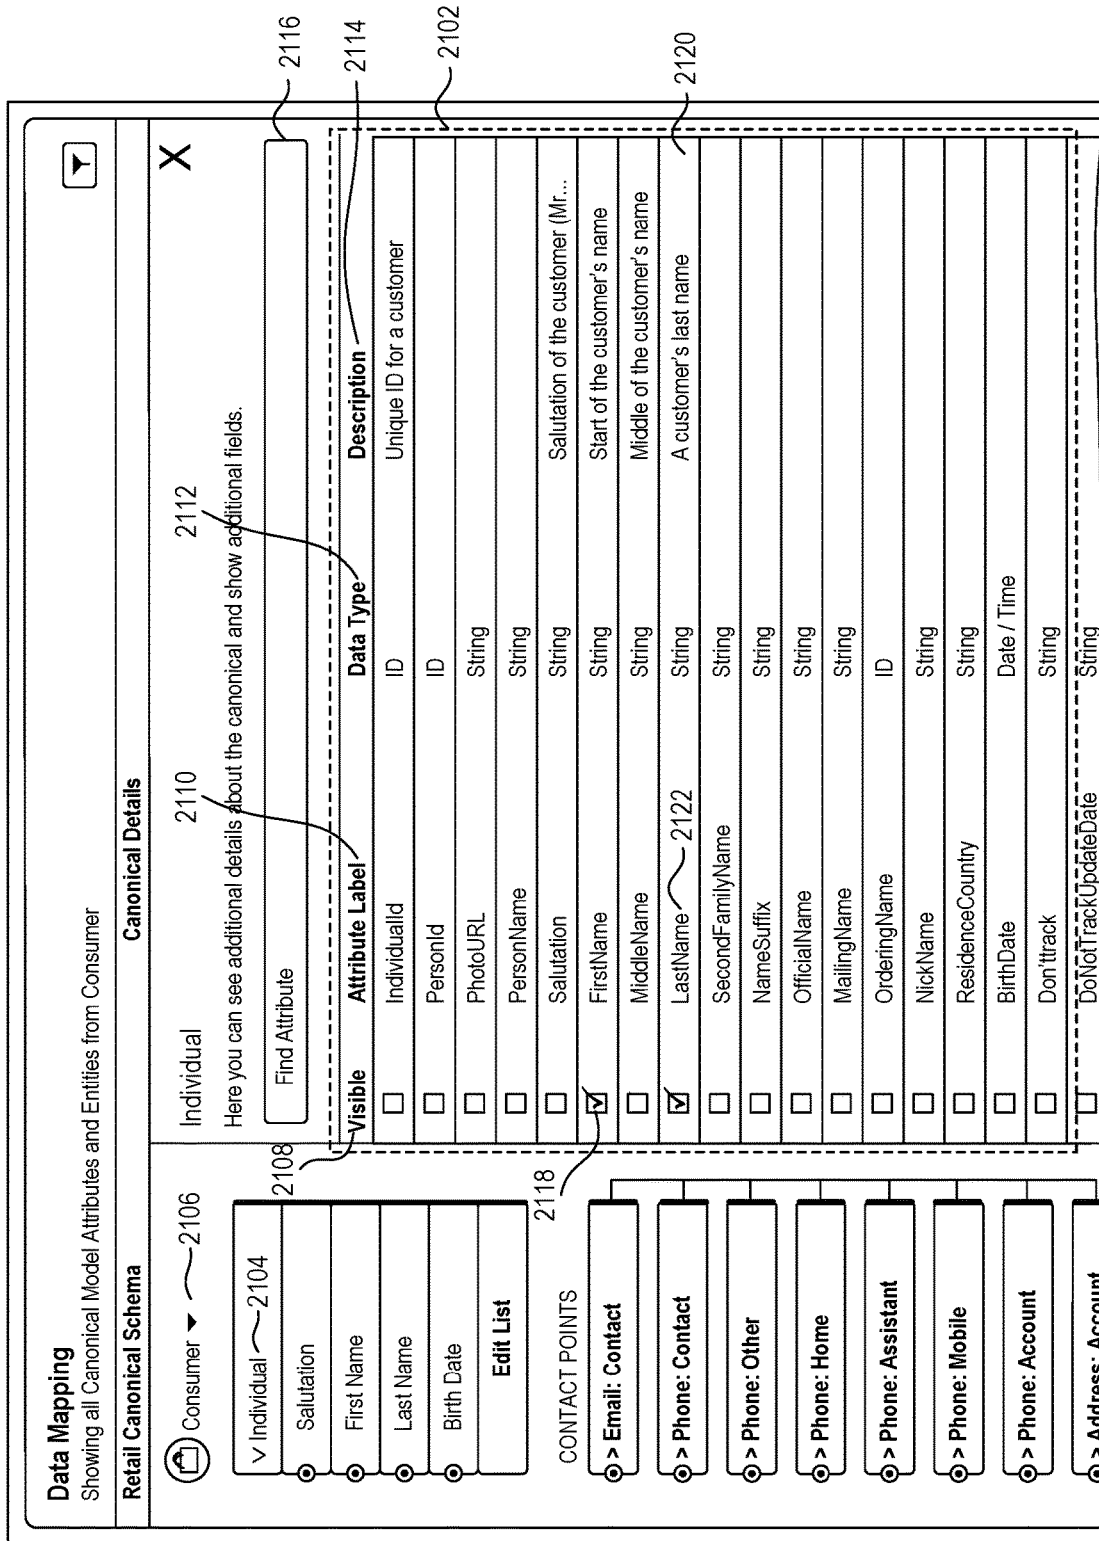 Data Mapping
Showing all Canonical Model Attributes and Entities from Consumer
Retail Canonical Schema
Canonical Details
Consumer 2106
Individual 2104
Salutation
First Name
Last Name
Birth Date
Edit List
CONTACT POINTS
> Email: Contact
> Phone: Contact
> Phone: Other
> Phone: Home
> Phone: Assistant
> Phone: Mobile
> Phone: Account
> Address: Account
Individual 2110 2112 X
Here you can see additional details about the canonical and show additional fields.
Find Attribute 2116
2108 2114
Visible Attribute Label Data Type Description
2102
IndividualId ID Unique ID for a customer
PersonId ID
PhotoURL String
PersonName String
Salutation String Salutation of the customer (Mr...
2118 FirstName String Start of the customer's name
MiddleName String Middle of the customer's name
LastName 2122 String A customer's last name 2120
SecondFamilyName String
NameSuffix String
OfficialName String
MailingName String
OrderingName ID
NickName String
ResidenceCountry String
BirthDate Date / Time
Don'ttrack String
DoNotTrackUpdateDate String